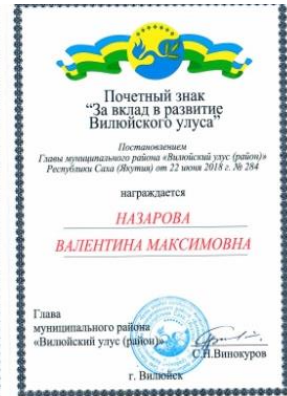 Почетный знак
“За вклад в развитие
Вилюйского улуса”
Постановлением
Главы муниципального района «Вилюйский улус (район)»
Республики Саха (Якутия) от 22 июня 2018 г. № 284
награждается
НАЗАРОВА
ВАЛЕНТИНА МАКСИМОВНА
Глава
муниципального района
«Вилюйский улус (район)»
С.Н.Винокуров
г. Вилюйск